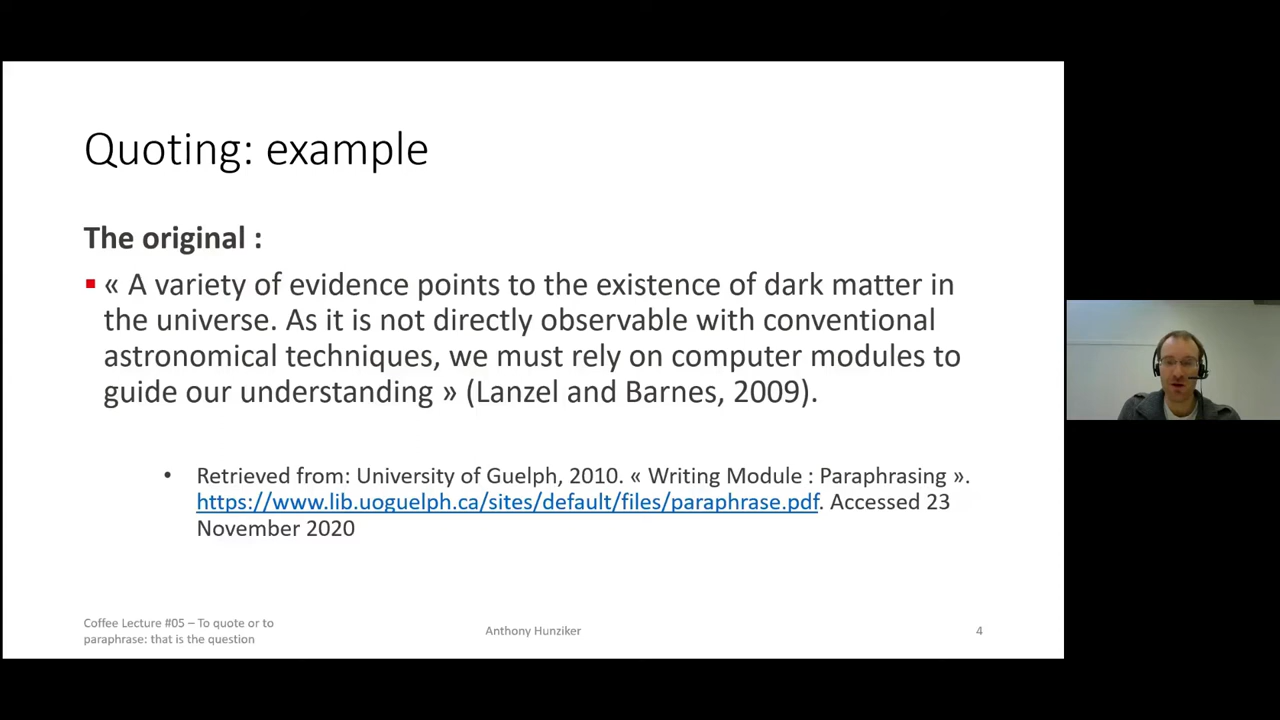 Quoting: example
The original :
« A variety of evidence points to the existence of dark matter in
the universe. As it is not directly observable with conventional
astronomical techniques, we must rely on computer modules to
guide our understanding » (Lanzel and Barnes, 2009).
• Retrieved from: University of Guelph, 2010. « Writing Module : Paraphrasing ».
https://www.lib.uoguelph.ca/sites/default/files/paraphrase.pdf. Accessed 23
November 2020
Coffee Lecture #05 – To quote or to
paraphrase: that is the question
Anthony Hunziker
4